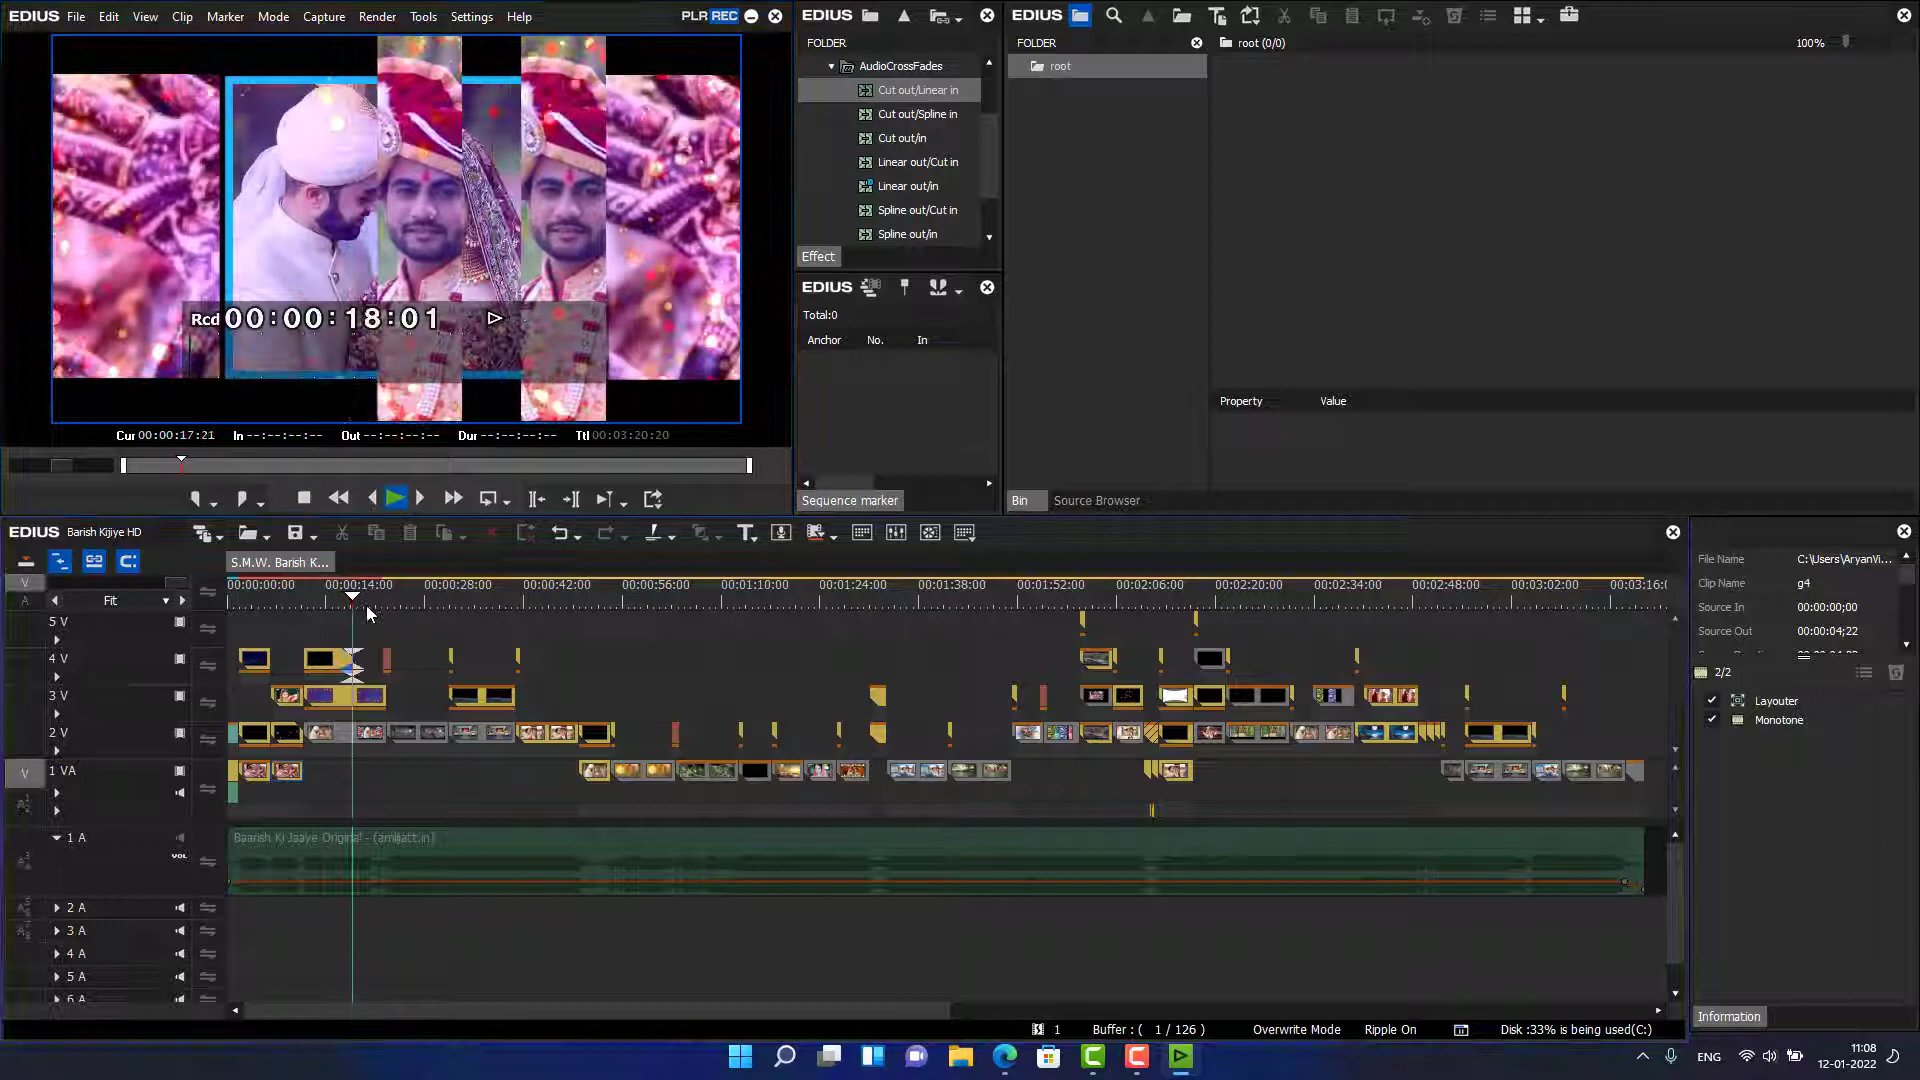 EDIUS File Edit View Clip Marker Mode Capture Render Tools Settings Help PLR REC
EDIUS
EDIUS
FOLDER
FOLDER
root (0/0)
100%
AudioCrossFades
root
Cut out/Linear in
Cut out/Spline in
Cut out/in
Linear out/Cut in
Linear out/in
Spline out/Cut in
Spline out/in
Effect
Rcd 00:00:18:01
EDIUS
Total:0
Anchor No. In
Property Value
Cur 00:00:17:21 In --:--:--:-- Out --:--:--:-- Dur --:--:--:-- Ttl 00:03:20:20
Sequence marker
Bin Source Browser
EDIUS Barish Kijiye HD
S.M.W. Barish K...
00:00:00:00 00:00:14:00 00:00:28:00 00:00:42:00 00:00:56:00 00:01:10:00 00:01:24:00 00:01:38:00 00:01:52:00 00:02:06:00 00:02:20:00 00:02:34:00 00:02:48:00 00:03:02:00 00:03:16:0
V
A
Fit
5 V
4 V
3 V
2 V
V
1 VA
1 A
VOL
Baarish Ki Jaaye Original - (amlijatt.in)
2 A
3 A
4 A
5 A
6 A
File Name C:\Users\AryanVi...
Clip Name g4
Source In 00:00:00;00
Source Out 00:00:04;22
2/2
Layouter
Monotone
Information
1 Buffer : ( 1 / 126 ) Overwrite Mode Ripple On Disk :33% is being used(C:)
ENG
11:08
12-01-2022